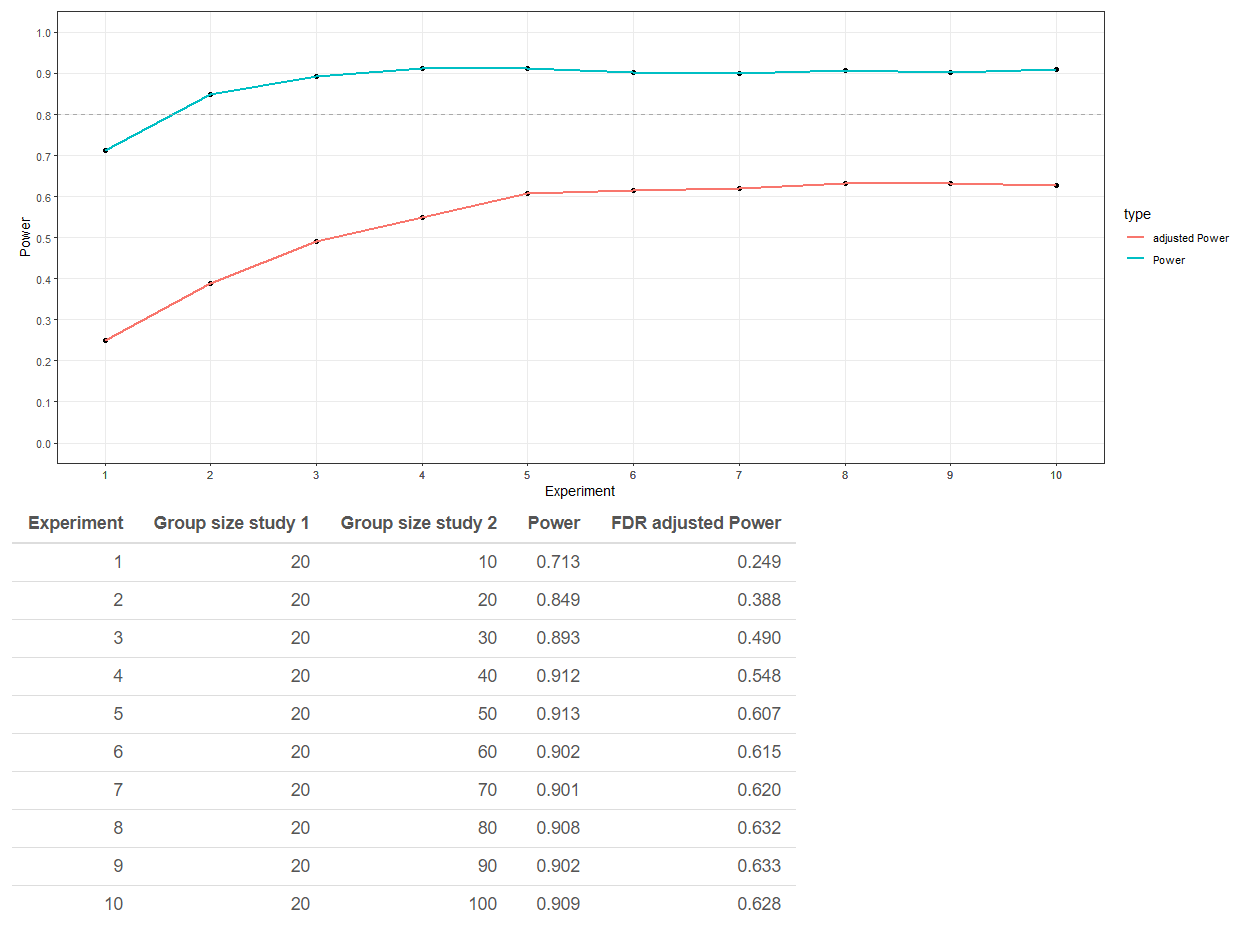 1.0
0.9
0.8
0.7
0.6
0.5
0.4
0.3
0.2
0.1
0.0
Power
1 2 3 4 5 6 7 8 9 10
Experiment
type
adjusted Power
Power
Experiment Group size study 1 Group size study 2 Power FDR adjusted Power
1 20 10 0.713 0.249
2 20 20 0.849 0.388
3 20 30 0.893 0.490
4 20 40 0.912 0.548
5 20 50 0.913 0.607
6 20 60 0.902 0.615
7 20 70 0.901 0.620
8 20 80 0.908 0.632
9 20 90 0.902 0.633
10 20 100 0.909 0.628